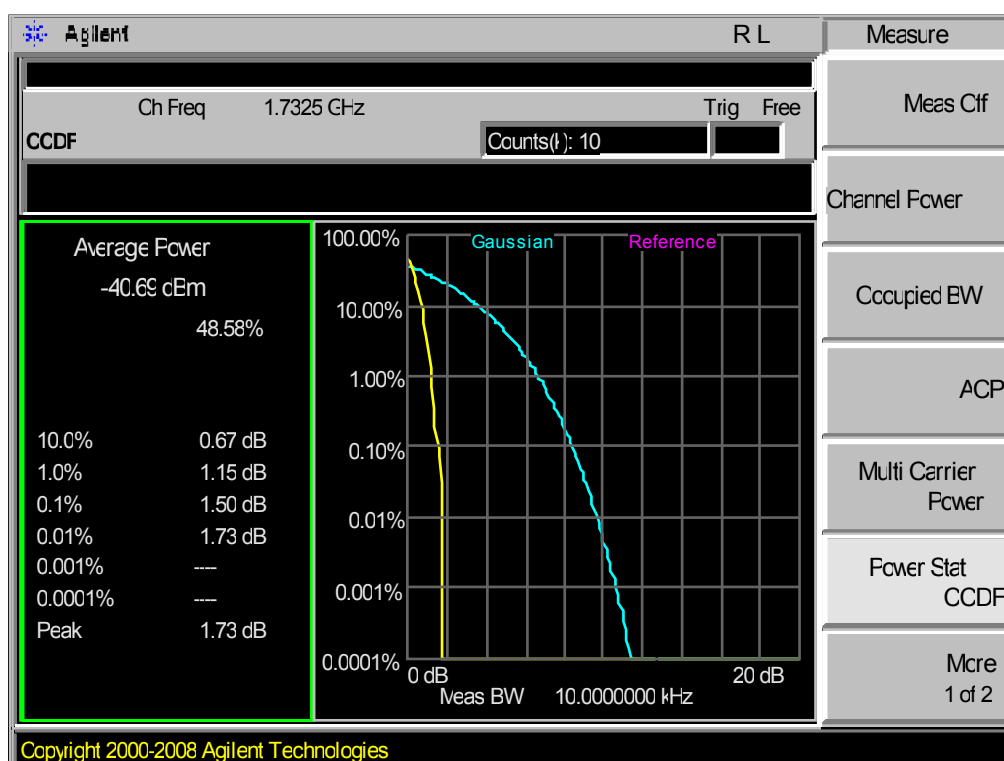 Agilent R L Measure
Ch Freq 1.7325 GHz Trig Free
CCDF Counts(k): 10
Meas Off
Channel Power
Occupied BW
ACP
Multi Carrier
Power
Power Stat
CCDF
More
1 of 2
Average Power
-40.69 dBm
48.58%
10.0% 0.67 dB
1.0% 1.15 dB
0.1% 1.50 dB
0.01% 1.73 dB
0.001% ----
0.0001% ----
Peak 1.73 dB
Gaussian Reference
100.00%
10.00%
1.00%
0.10%
0.01%
0.001%
0.0001%
0 dB 20 dB
Meas BW 10.0000000 kHz
Copyright 2000-2008 Agilent Technologies